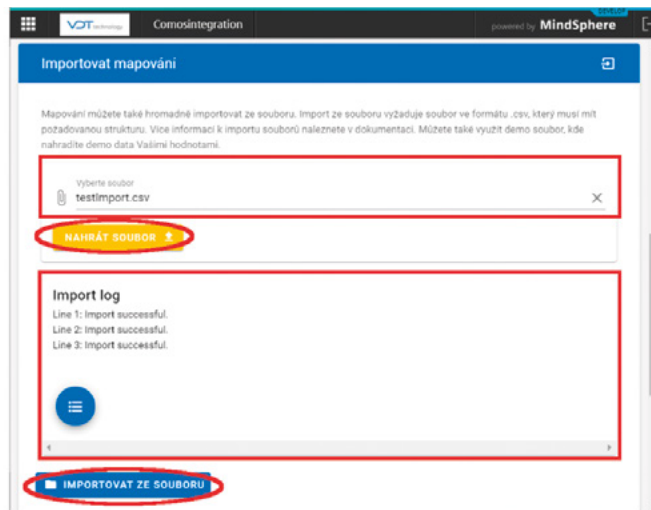 VDT technology
Comosintegration
powered by MindSphere
DEVELOP
Importovat mapování
Mapování můžete také hromadně importovat ze souboru. Import ze souboru vyžaduje soubor ve formátu .csv, který musí mít
požadovanou strukturu. Více informací k importu souborů naleznete v dokumentaci. Můžete také využít demo soubor, kde
nahradíte demo data Vašimi hodnotami.
Vyberte soubor
testimport.csv
NAHRÁT SOUBOR
Import log
Line 1: Import successful.
Line 2: Import successful.
Line 3: Import successful.
IMPORTOVAT ZE SOUBORU